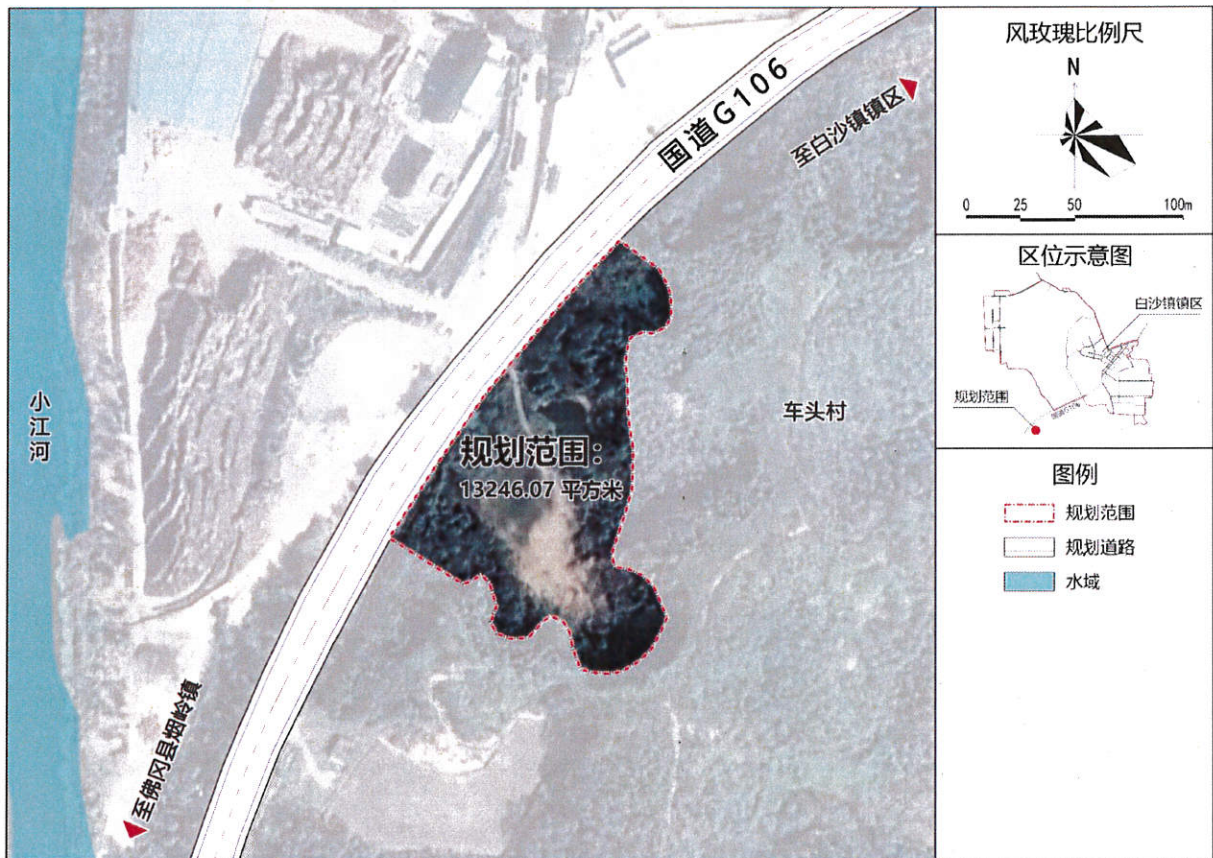 国道G106
至白沙镇镇区
小江河
车头村
规划范围：
13246.07 平方米
至佛冈县烟岭镇
风玫瑰比例尺
N
0 25 50 100m
区位示意图
白沙镇镇区
规划范围
图例
规划范围
规划道路
水域